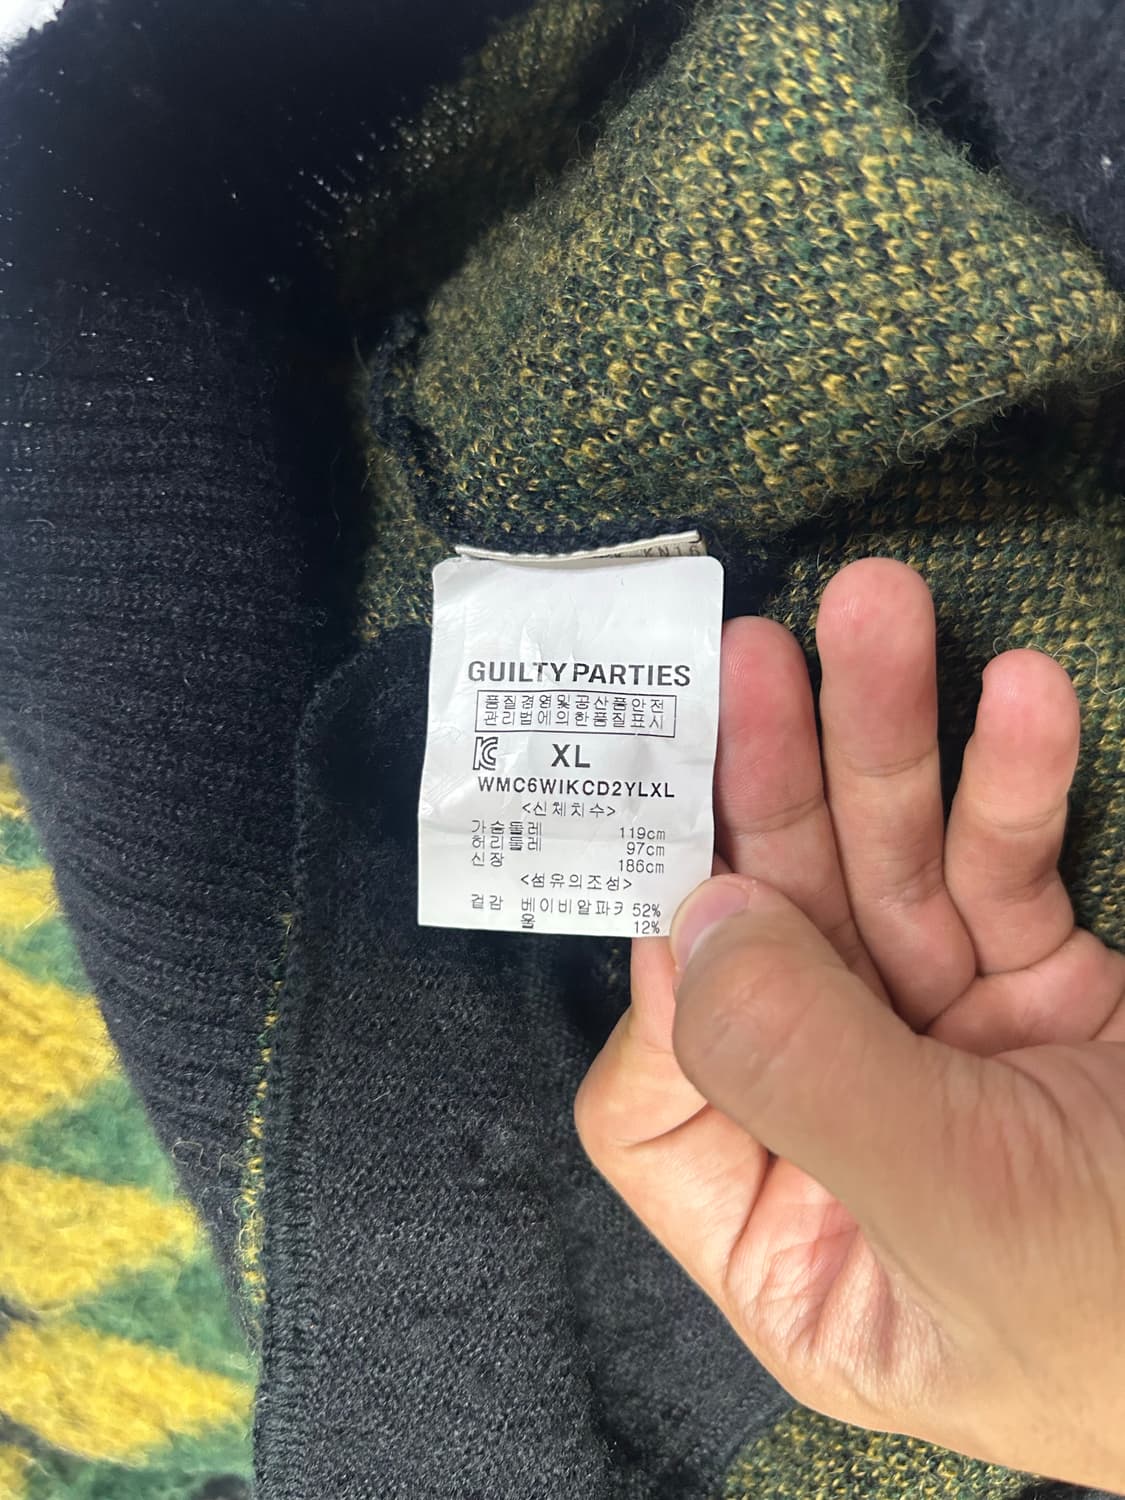 KN16
GUILTY PARTIES
품질경영및공산품안전
관리법에의한품질표시
XL
WMC6WIKCD2YLXL
<신체치수>
가슴둘레 119cm
허리둘레 97cm
신장 186cm
<섬유의조성>
겉감 베이비알파카 52%
울 12%